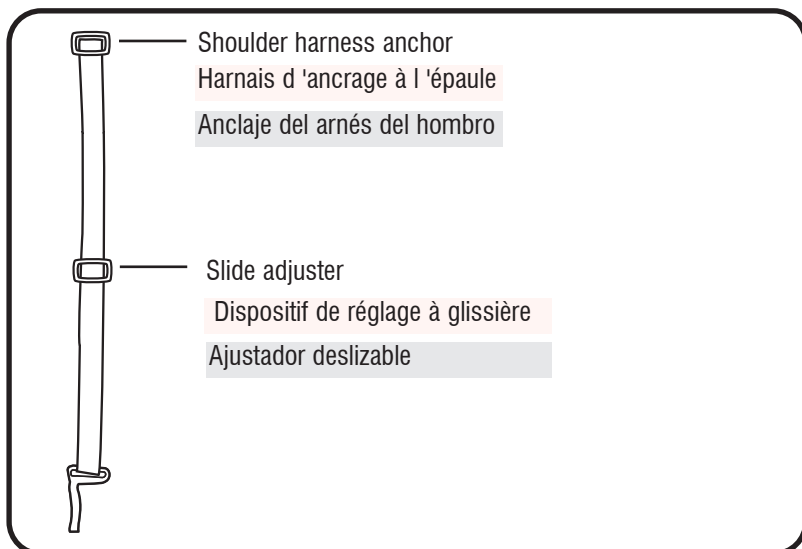 Shoulder harness anchor
Harnais d 'ancrage à l 'épaule
Anclaje del arnés del hombro
Slide adjuster
Dispositif de réglage à glissière
Ajustador deslizable